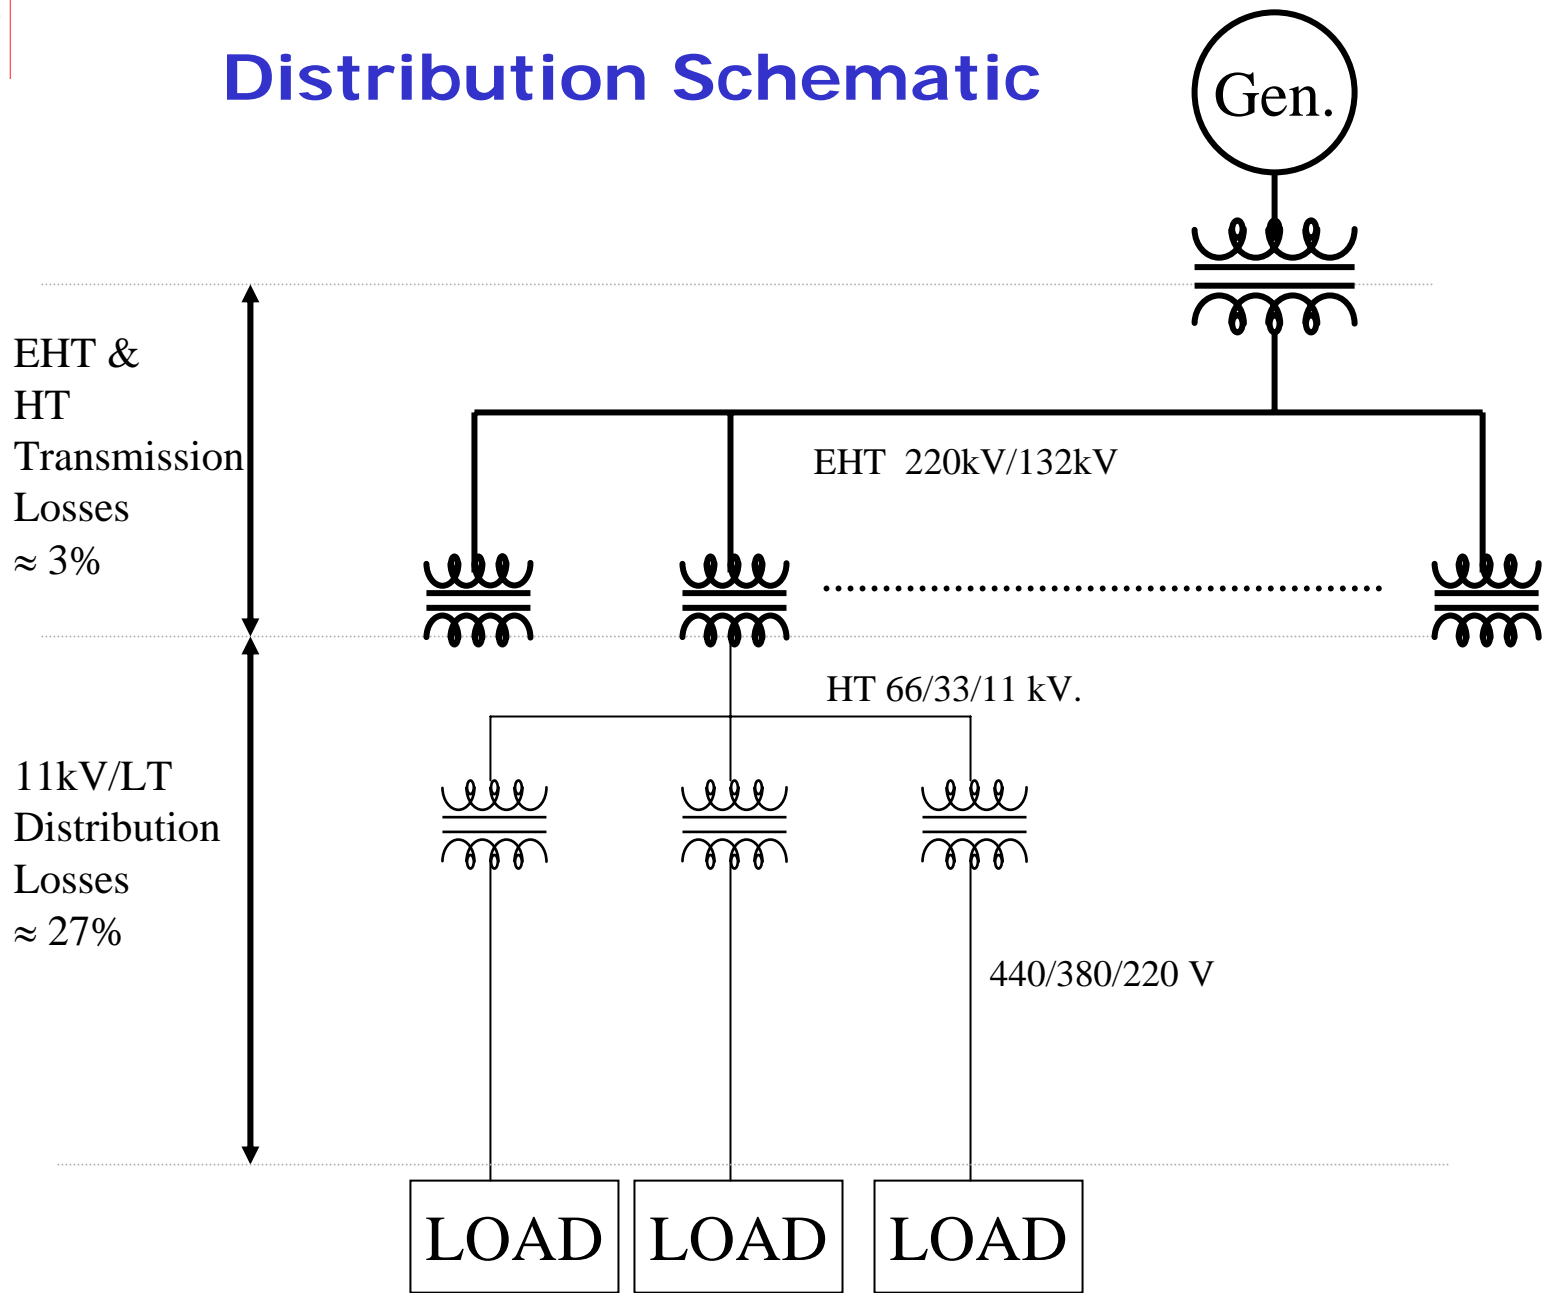 Distribution Schematic
Gen.
EHT &
HT
Transmission
Losses
≈ 3%
EHT  220kV/132kV
HT 66/33/11 kV.
11kV/LT
Distribution
Losses
≈ 27%
440/380/220 V
LOAD
LOAD
LOAD